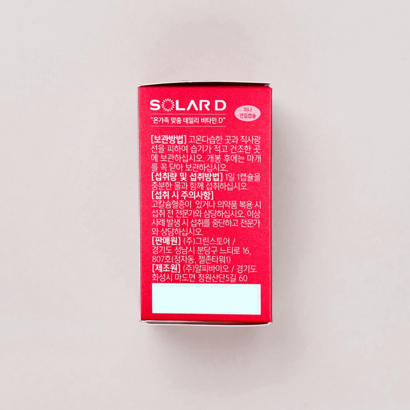 SOLAR D
미니
연질캡슐
"온가족 맞춤 데일리 비타민 D"
[보관방법] 고온다습한 곳과 직사광
선을 피하여 습기가 적고 건조한 곳
에 보관하십시오. 개봉 후에는 마개
를 꼭 닫아 보관하십시오.
[섭취량 및 섭취방법] 1일 1캡슐을
충분한 물과 함께 섭취하십시오.
[섭취 시 주의사항]
고칼슘혈증이 있거나 의약품 복용 시
섭취 전 전문가와 상담하십시오. 이상
사례 발생 시 섭취를 중단하고 전문가
와 상담하십시오.
[판매원] (주)그린스토어 /
경기도 성남시 분당구 느티로 16,
807호(정자동, 젤존타워1)
[제조원] (주)알피바이오 / 경기도
화성시 마도면 청원산단5길 60